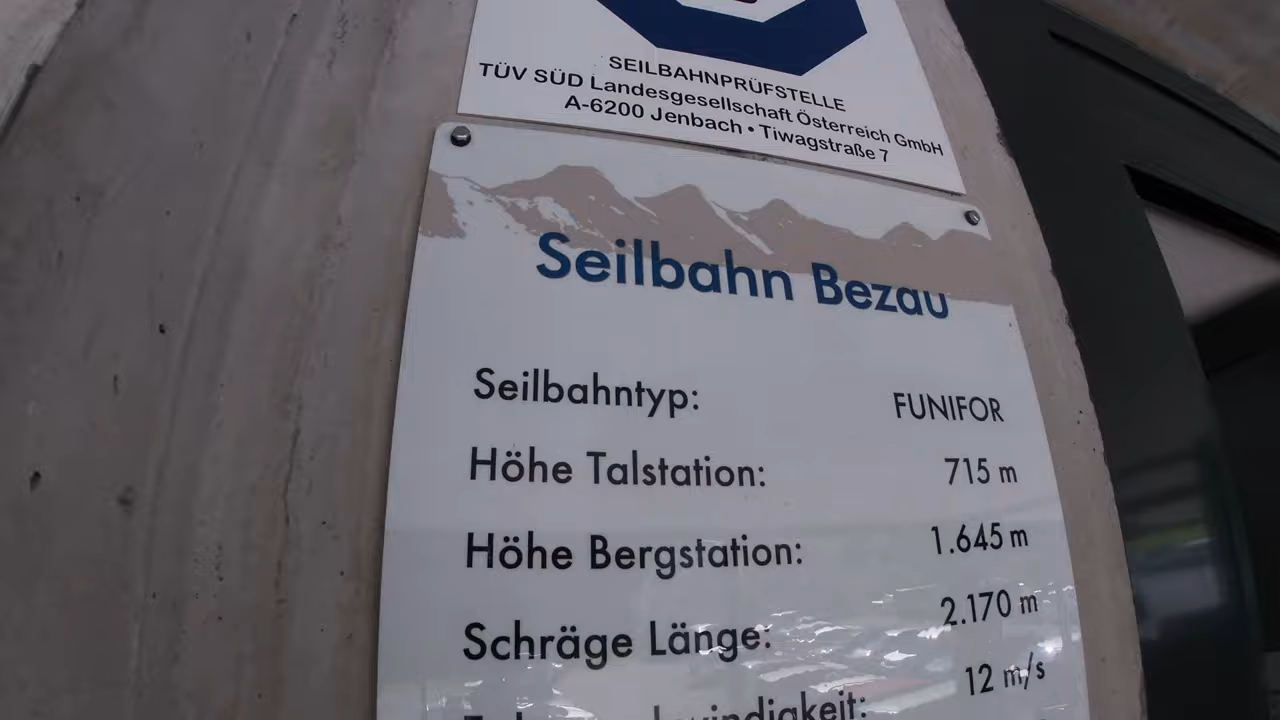 SEILBAHNPRÜFSTELLE
TÜV SÜD Landesgesellschaft Österreich GmbH
A-6200 Jenbach • Tiwagstraße 7
Seilbahn Bezau
Seilbahntyp: FUNIFOR
Höhe Talstation: 715 m
Höhe Bergstation: 1.645 m
Schräge Länge: 2.170 m
12 m/s